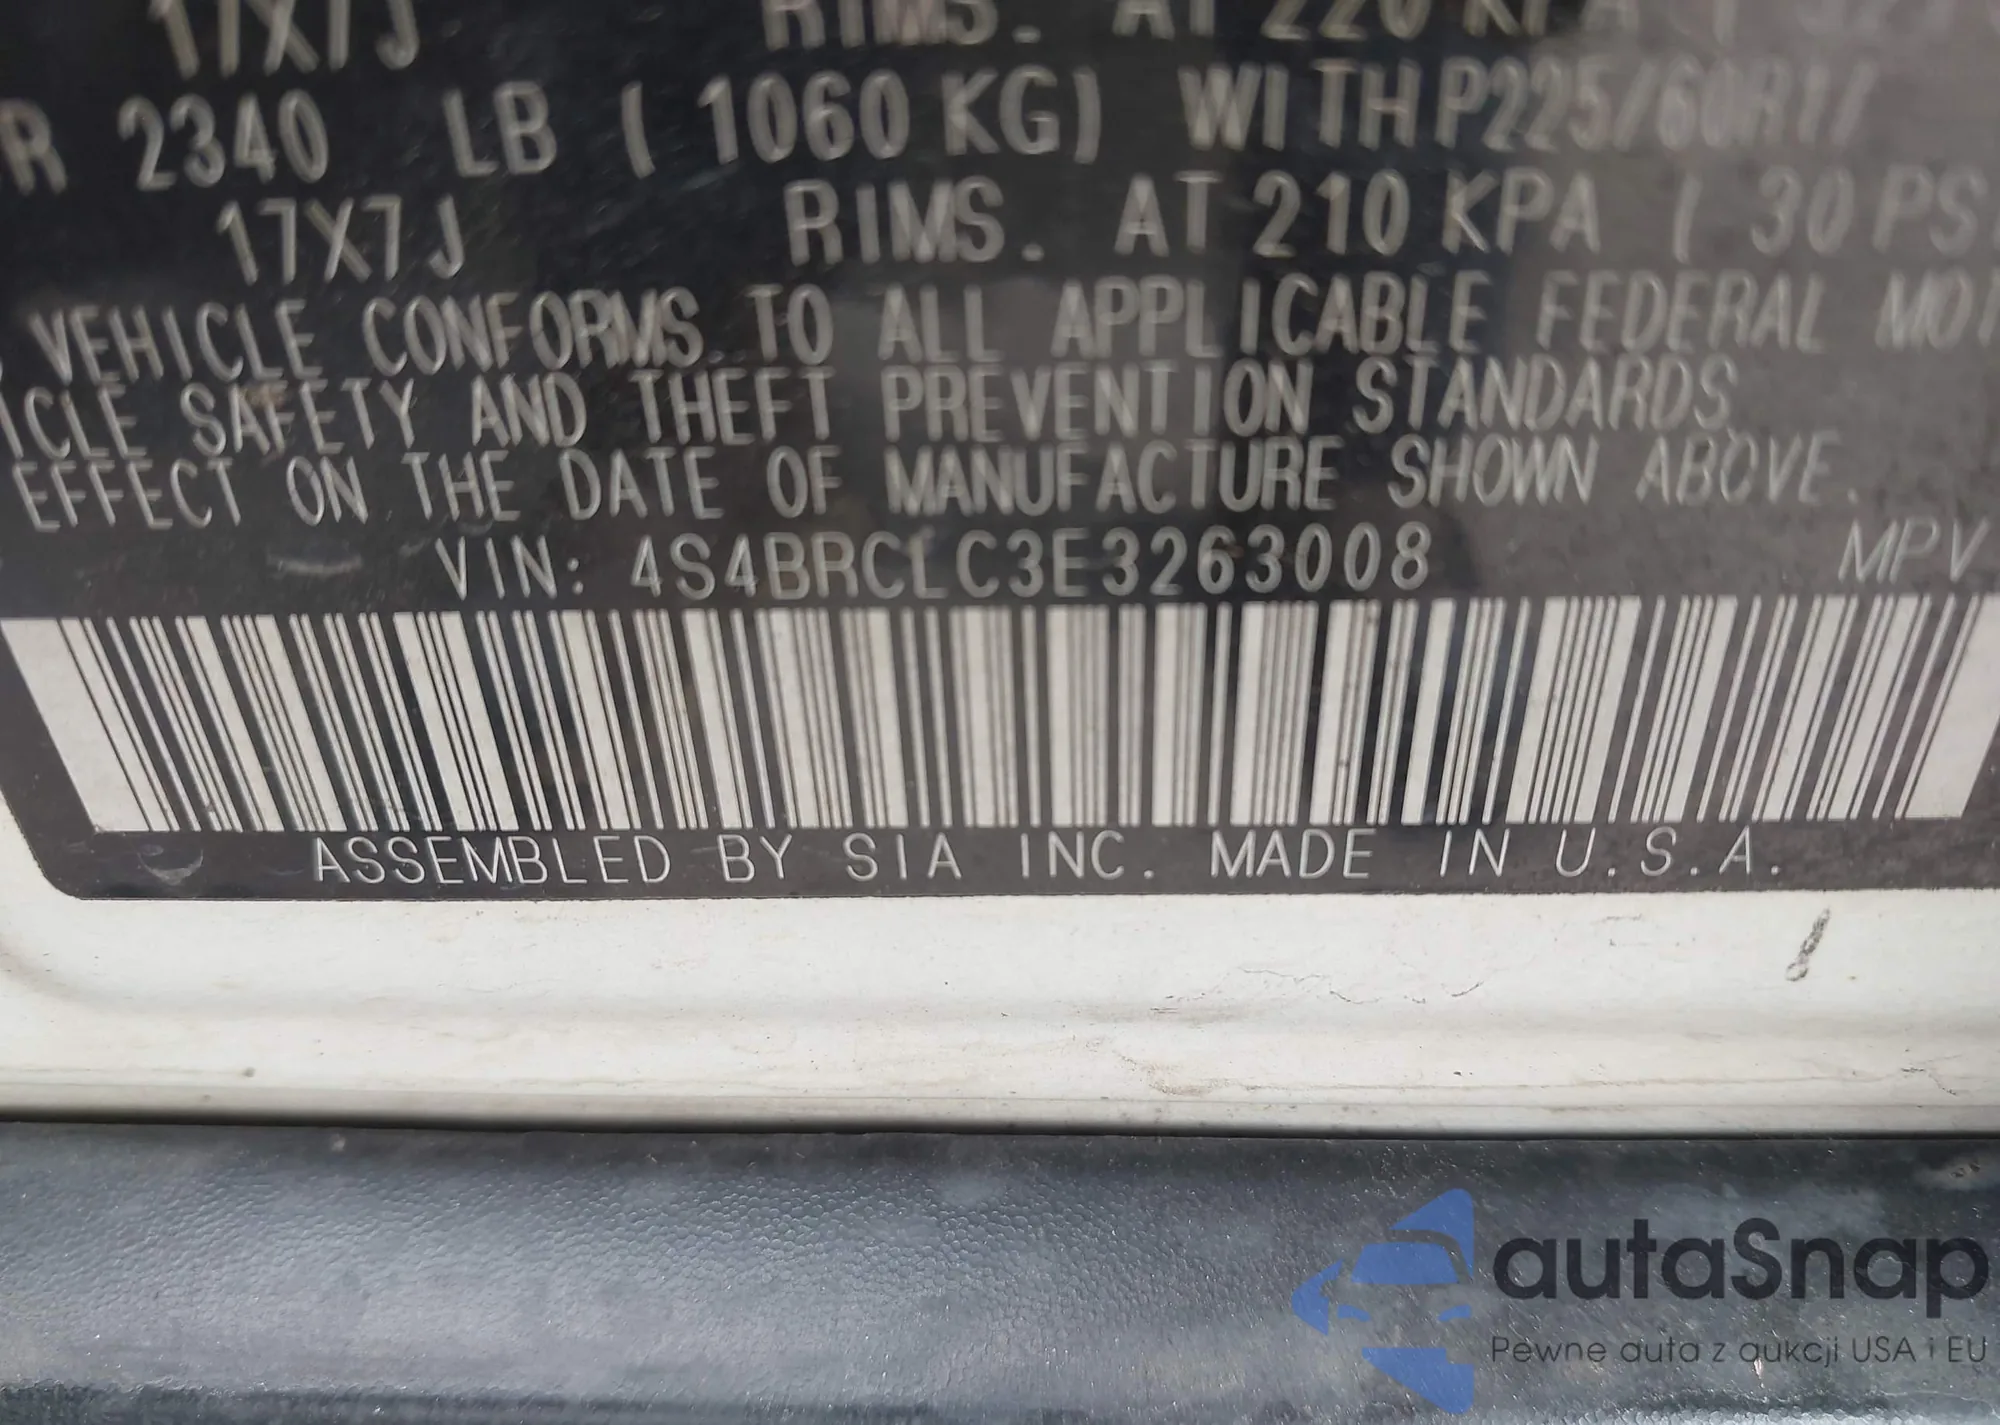 17X7J RIMS. AT 220 KPA ( 32
R 2340 LB ( 1060 KG) WITH P225/60R17
17X7J RIMS. AT 210 KPA ( 30 PSI
VEHICLE CONFORMS TO ALL APPLICABLE FEDERAL MOT
ICLE SAFETY AND THEFT PREVENTION STANDARDS
EFFECT ON THE DATE OF MANUFACTURE SHOWN ABOVE.
VIN: 4S4BRCLC3E3263008 MPV
ASSEMBLED BY SIA INC. MADE IN U.S.A.
autaSnap
Pewne auta z aukcji USA i EU